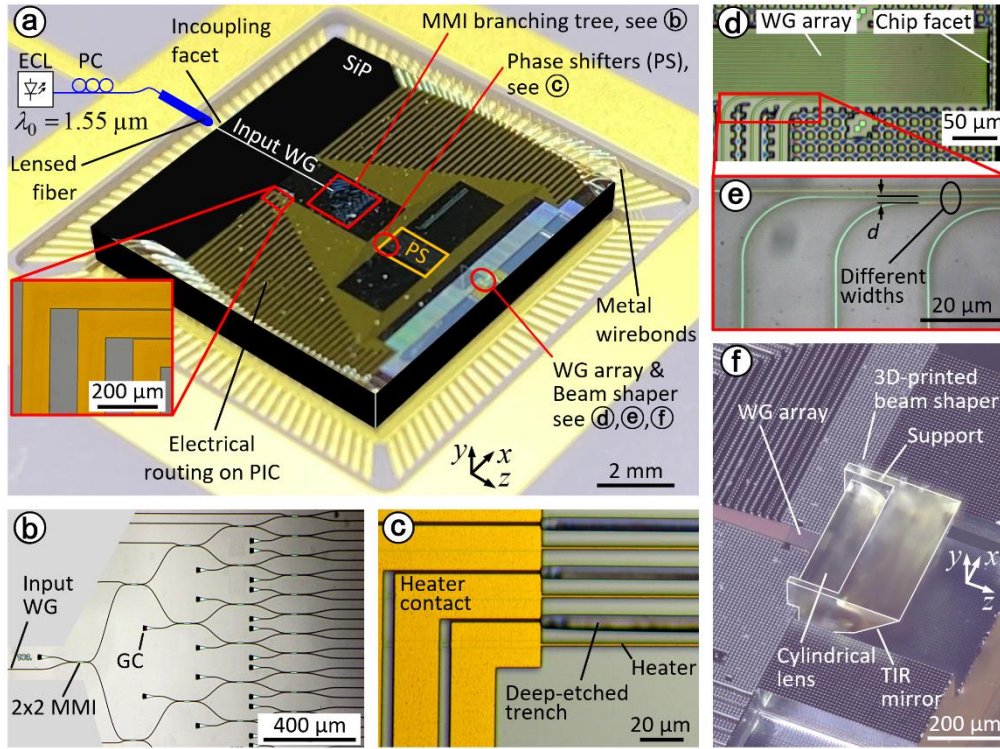 ⓐ
Incoupling
facet
MMI branching tree, see ⓑ
Phase shifters (PS),
see ⓒ
ECL
PC
SiP
λ0 = 1.55 µm
Lensed
fiber
Input WG
PS
200 µm
Electrical
routing on PIC
WG array &
Beam shaper
see ⓓ,ⓔ,ⓕ
Metal
wirebonds
y x
z
2 mm
ⓑ
Input
WG
GC
2x2 MMI
400 µm
ⓒ
Heater
contact
Deep-etched
trench
Heater
20 µm
ⓓ
WG array
Chip facet
50 µm
ⓔ
d
Different
widths
20 µm
ⓕ
3D-printed
beam shaper
WG array
Support
y x
z
Cylindrical
lens
TIR
mirror
200 µm